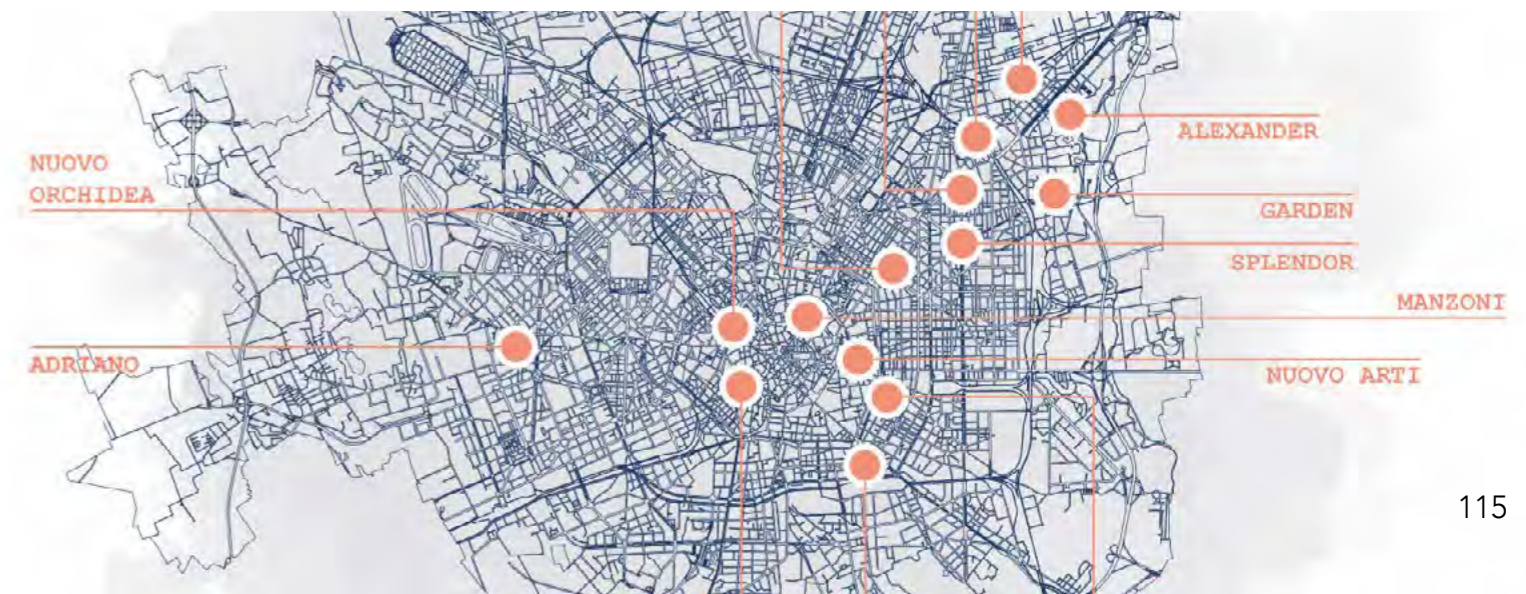 ALEXANDER
NUOVO
ORCHIDEA
GARDEN
SPLENDOR
MANZONI
ADRIANO
NUOVO ARTI
115